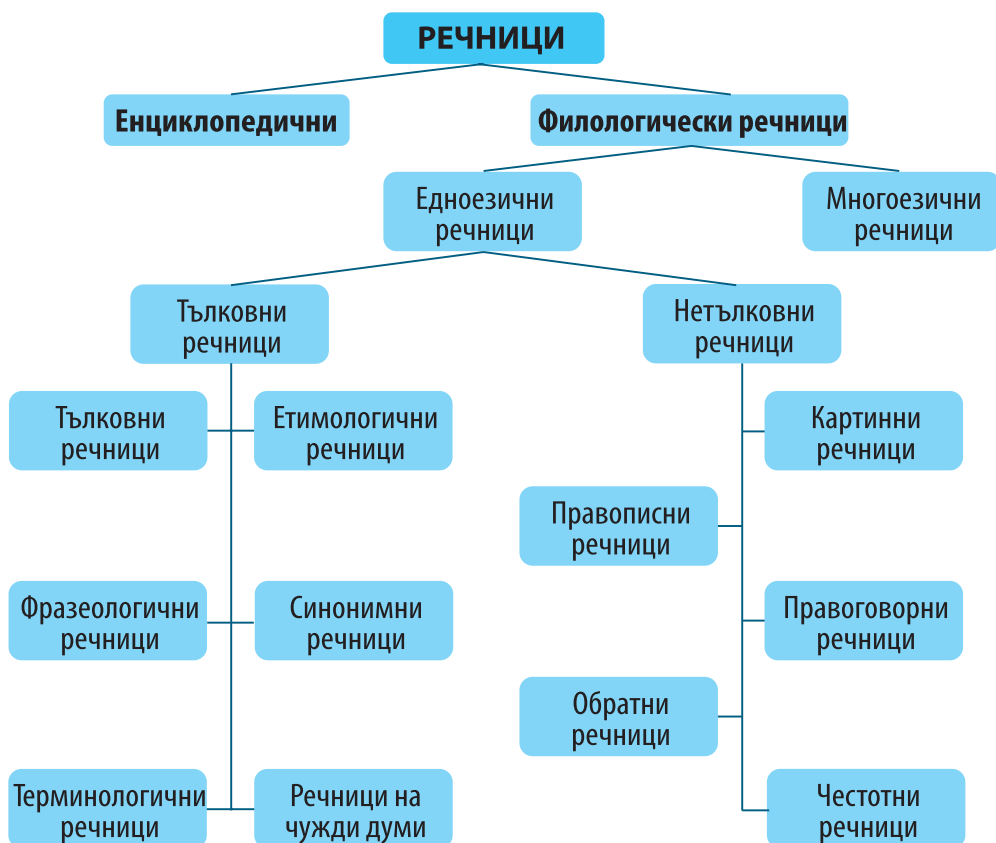 РЕЧНИЦИ
Енциклопедични
Филологически речници
Едноезични
речници
Многоезични
речници
Тълковни
речници
Нетълковни
речници
Тълковни
речници
Етимологични
речници
Картинни
речници
Правописни
речници
Фразеологични
речници
Синонимни
речници
Правоговорни
речници
Обратни
речници
Терминологични
речници
Речници на
чужди думи
Честотни
речници